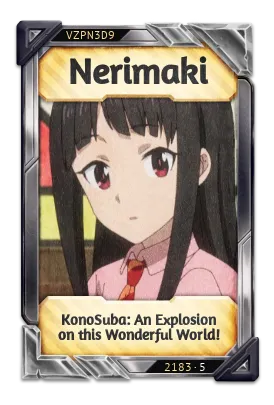 VZPN3D9
Nerimaki
KonoSuba: An Explosion
on this Wonderful World!
2183·5